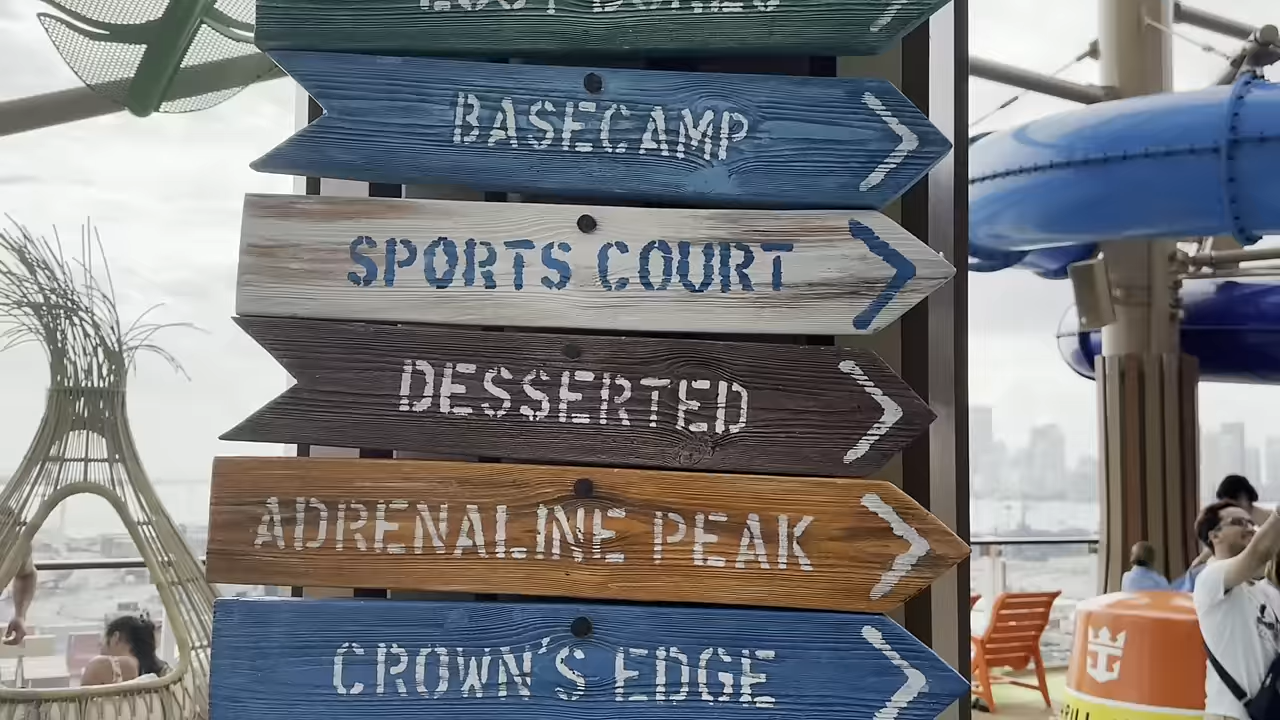 BASECAMP
SPORTS COURT
DESSERTED
ADRENALINE PEAK
CROWN'S EDGE